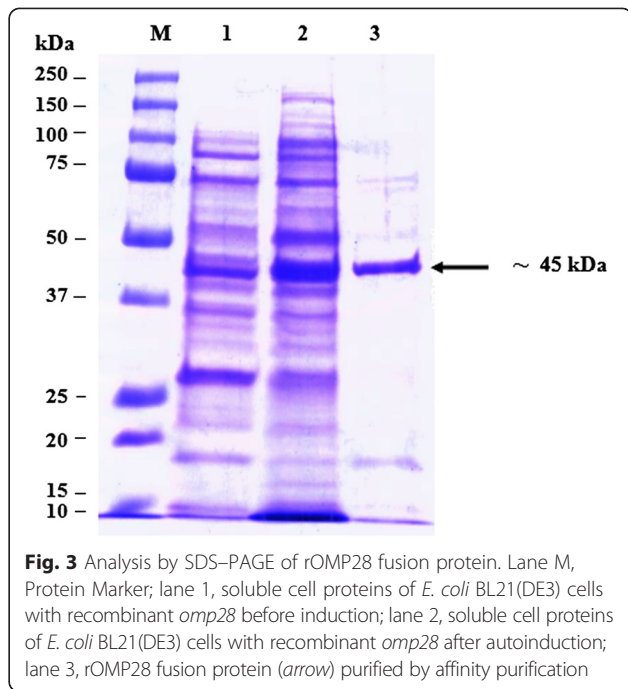 kDa M 1 2 3
250 –
150 –
100 –
75 –
50 –
~ 45 kDa
37 –
25 –
20 –
15 –
10 –
Fig. 3 Analysis by SDS–PAGE of rOMP28 fusion protein. Lane M,
Protein Marker; lane 1, soluble cell proteins of E. coli BL21(DE3) cells
with recombinant omp28 before induction; lane 2, soluble cell proteins
of E. coli BL21(DE3) cells with recombinant omp28 after autoinduction;
lane 3, rOMP28 fusion protein (arrow) purified by affinity purification